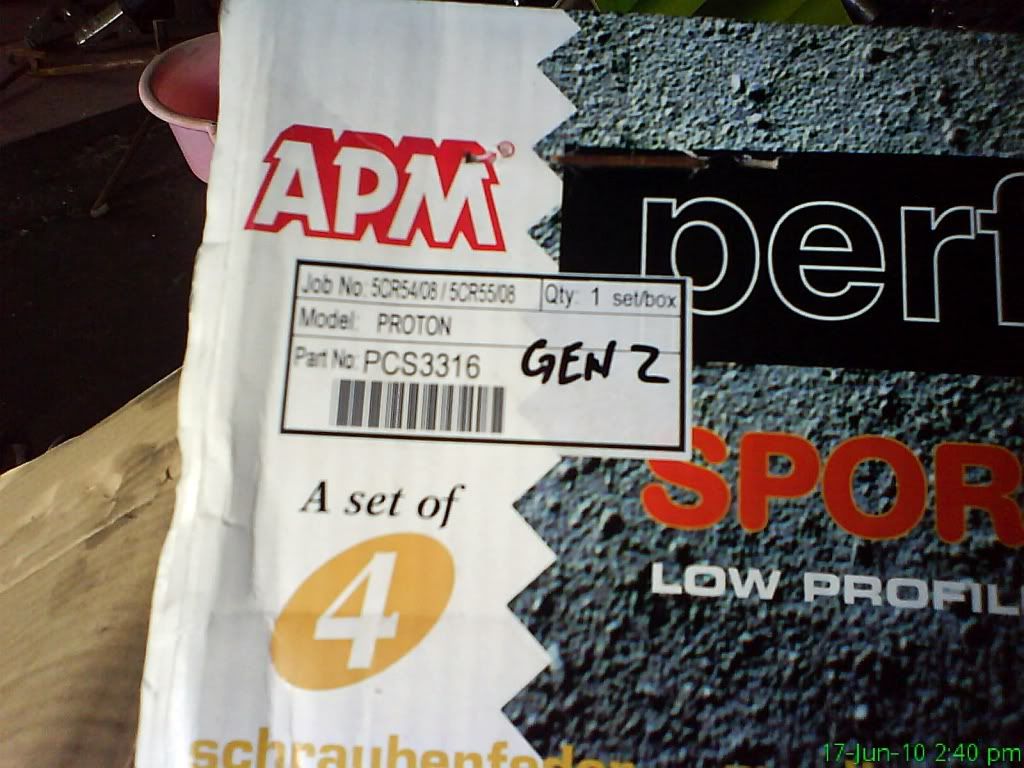 APM®
perf
Job No: 5CR54/08 / 5CR55/08 Qty: 1 set/box
Model: PROTON
Part No: PCS3316 GEN 2
SPOR
LOW PROFIL
A set of
4
schraubenfeder
17-Jun-10 2:40 pm